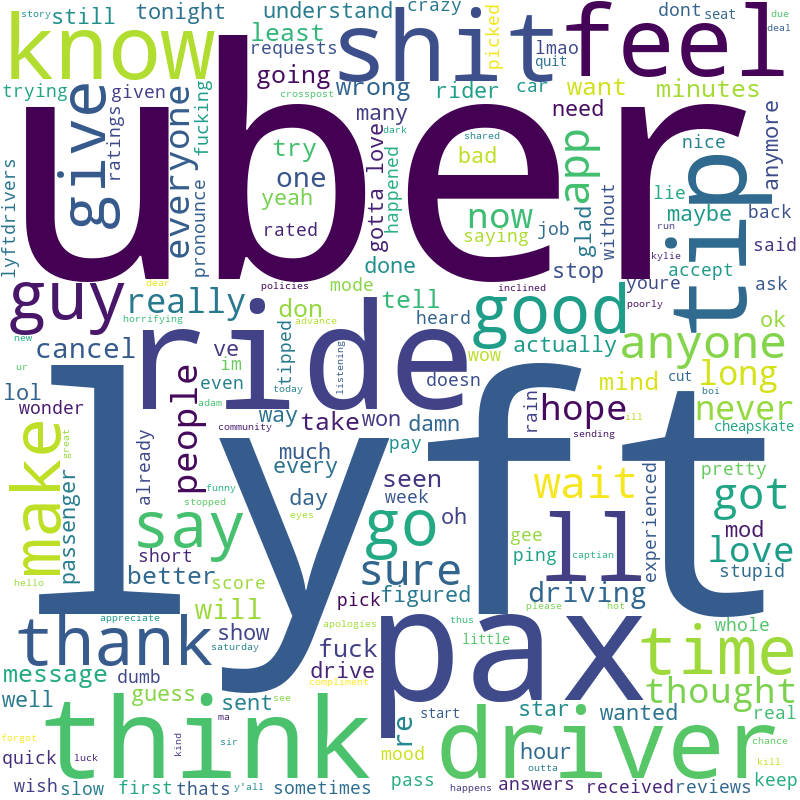 story
still
tonight
understand
crazy
dont
seat
due
deal
know
least
requests
shit
picked
lmao
quit
feel
trying
given
fucking
going
crosspost
wrong
rider
car
want
minutes
uber
give
ratings
everyone
many
dark
shared
need
nice
anymore
try
one
yeah
rated
gotta love
happened
bad
app
lie
tip
lyftdrivers
pronounce
now
saying
job
glad
without
maybe
back
run
said
kylie
done
stop
youre
accept
ask
dear
policies
mode
inclined
poorly
guy
really
don
tell
heard
good
actually
anyone
ok
horrifying
advance
new
ur
cancel
ride
ve
im
tipped
wow
mind
cut
long
lol
even
today
listening
doesn
boi
wonder
adam
way
take
won
damn
rain
hope
never
cheapskate
people
community
pay
sending
ill
make
great
already
much
lyft
every
seen
wait
pretty
passenger
funny
day
week
oh
got
say
stopped
eyes
go
gee
ll
experienced
mod
short
ping
captian
love
hello
better
score
sure
figured
driving
stupid
appreciate
will
pick
please
hot
thank
show
apologies
thus
whole
saturday
fuck
pax
little
time
message
dumb
drive
compliment
thought
well
guess
sent
see
re
start
star
wanted
real
forgot
ma
think
driver
hour
chance
quick
luck
kind
sir
mood
outta
kill
wish
slow
first
thats
y'all
sometimes
pass
happens
answers
received
reviews
keep